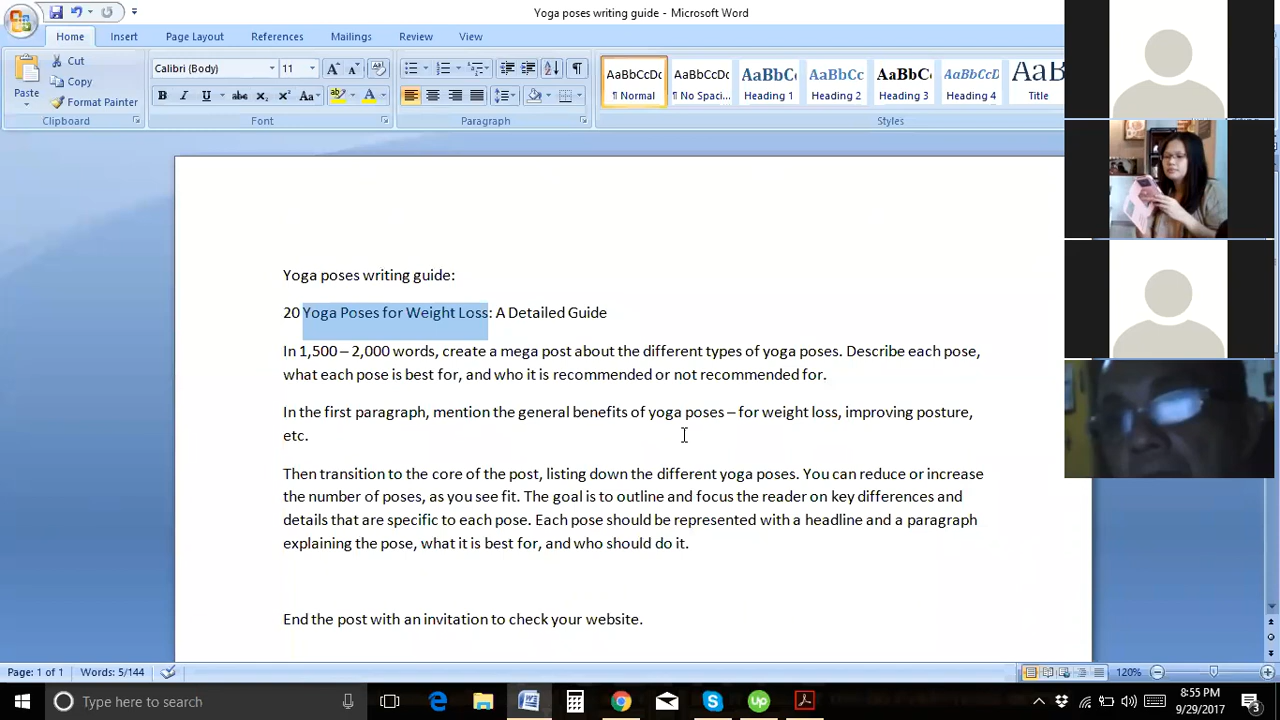 Yoga poses writing guide - Microsoft Word
Home Insert Page Layout References Mailings Review View
Paste
Cut
Copy
Format Painter
Clipboard
Calibri (Body) 11
Font
Paragraph
AaBbCcDc AaBbCcDc AaBbC AaBbCc AaBbCc AaBbCcD AaB
¶ Normal ¶ No Spaci... Heading 1 Heading 2 Heading 3 Heading 4 Title
Styles
Yoga poses writing guide:
20 Yoga Poses for Weight Loss: A Detailed Guide
In 1,500 – 2,000 words, create a mega post about the different types of yoga poses. Describe each pose,
what each pose is best for, and who it is recommended or not recommended for.
In the first paragraph, mention the general benefits of yoga poses – for weight loss, improving posture,
etc.
Then transition to the core of the post, listing down the different yoga poses. You can reduce or increase
the number of poses, as you see fit. The goal is to outline and focus the reader on key differences and
details that are specific to each pose. Each pose should be represented with a headline and a paragraph
explaining the pose, what it is best for, and who should do it.
End the post with an invitation to check your website.
Page: 1 of 1 Words: 5/144 120%
Type here to search
8:55 PM
9/29/2017